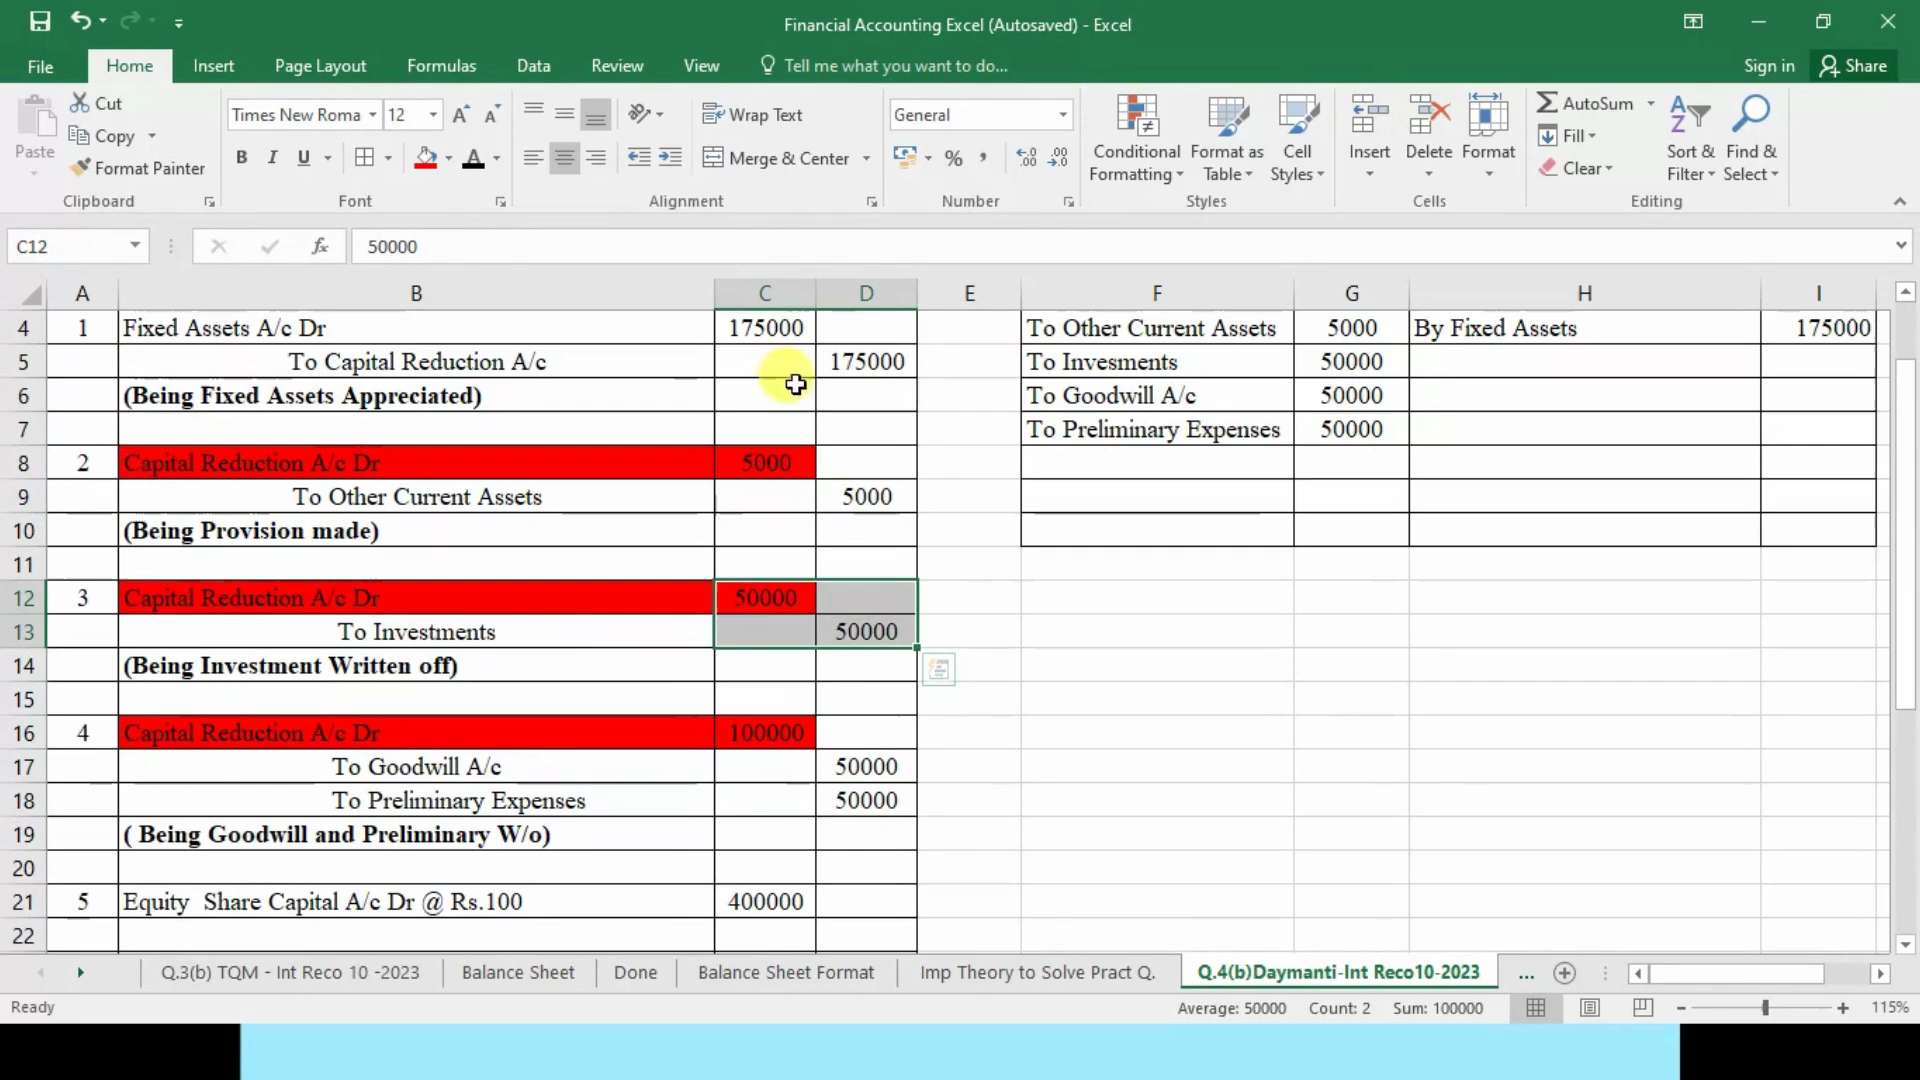 Financial Accounting Excel (Autosaved) - Excel
File Home Insert Page Layout Formulas Data Review View Tell me what you want to do... Sign in Share
Paste
Cut
Copy
Format Painter
Clipboard
Times New Roma 12
B I U
Font
Wrap Text
Merge & Center
Alignment
General
%
Number
Conditional Formatting
Format as Table
Cell Styles
Styles
Insert
Delete
Format
Cells
AutoSum
Fill
Clear
Sort & Filter
Find & Select
Editing
C12 fx 50000
A B C D E F G H I
4 1 Fixed Assets A/c Dr 175000 To Other Current Assets 5000 By Fixed Assets 175000
5 To Capital Reduction A/c 175000 To Invesments 50000
6 (Being Fixed Assets Appreciated) To Goodwill A/c 50000
7 To Preliminary Expenses 50000
8 2 Capital Reduction A/c Dr 5000
9 To Other Current Assets 5000
10 (Being Provision made)
11
12 3 Capital Reduction A/c Dr 50000
13 To Investments 50000
14 (Being Investment Written off)
15
16 4 Capital Reduction A/c Dr 100000
17 To Goodwill A/c 50000
18 To Preliminary Expenses 50000
19 ( Being Goodwill and Preliminary W/o)
20
21 5 Equity  Share Capital A/c Dr @ Rs.100 400000
22
Q.3(b) TQM - Int Reco 10 -2023 Balance Sheet Done Balance Sheet Format Imp Theory to Solve Pract Q. Q.4(b)Daymanti-Int Reco10-2023 ...
Ready Average: 50000 Count: 2 Sum: 100000 115%